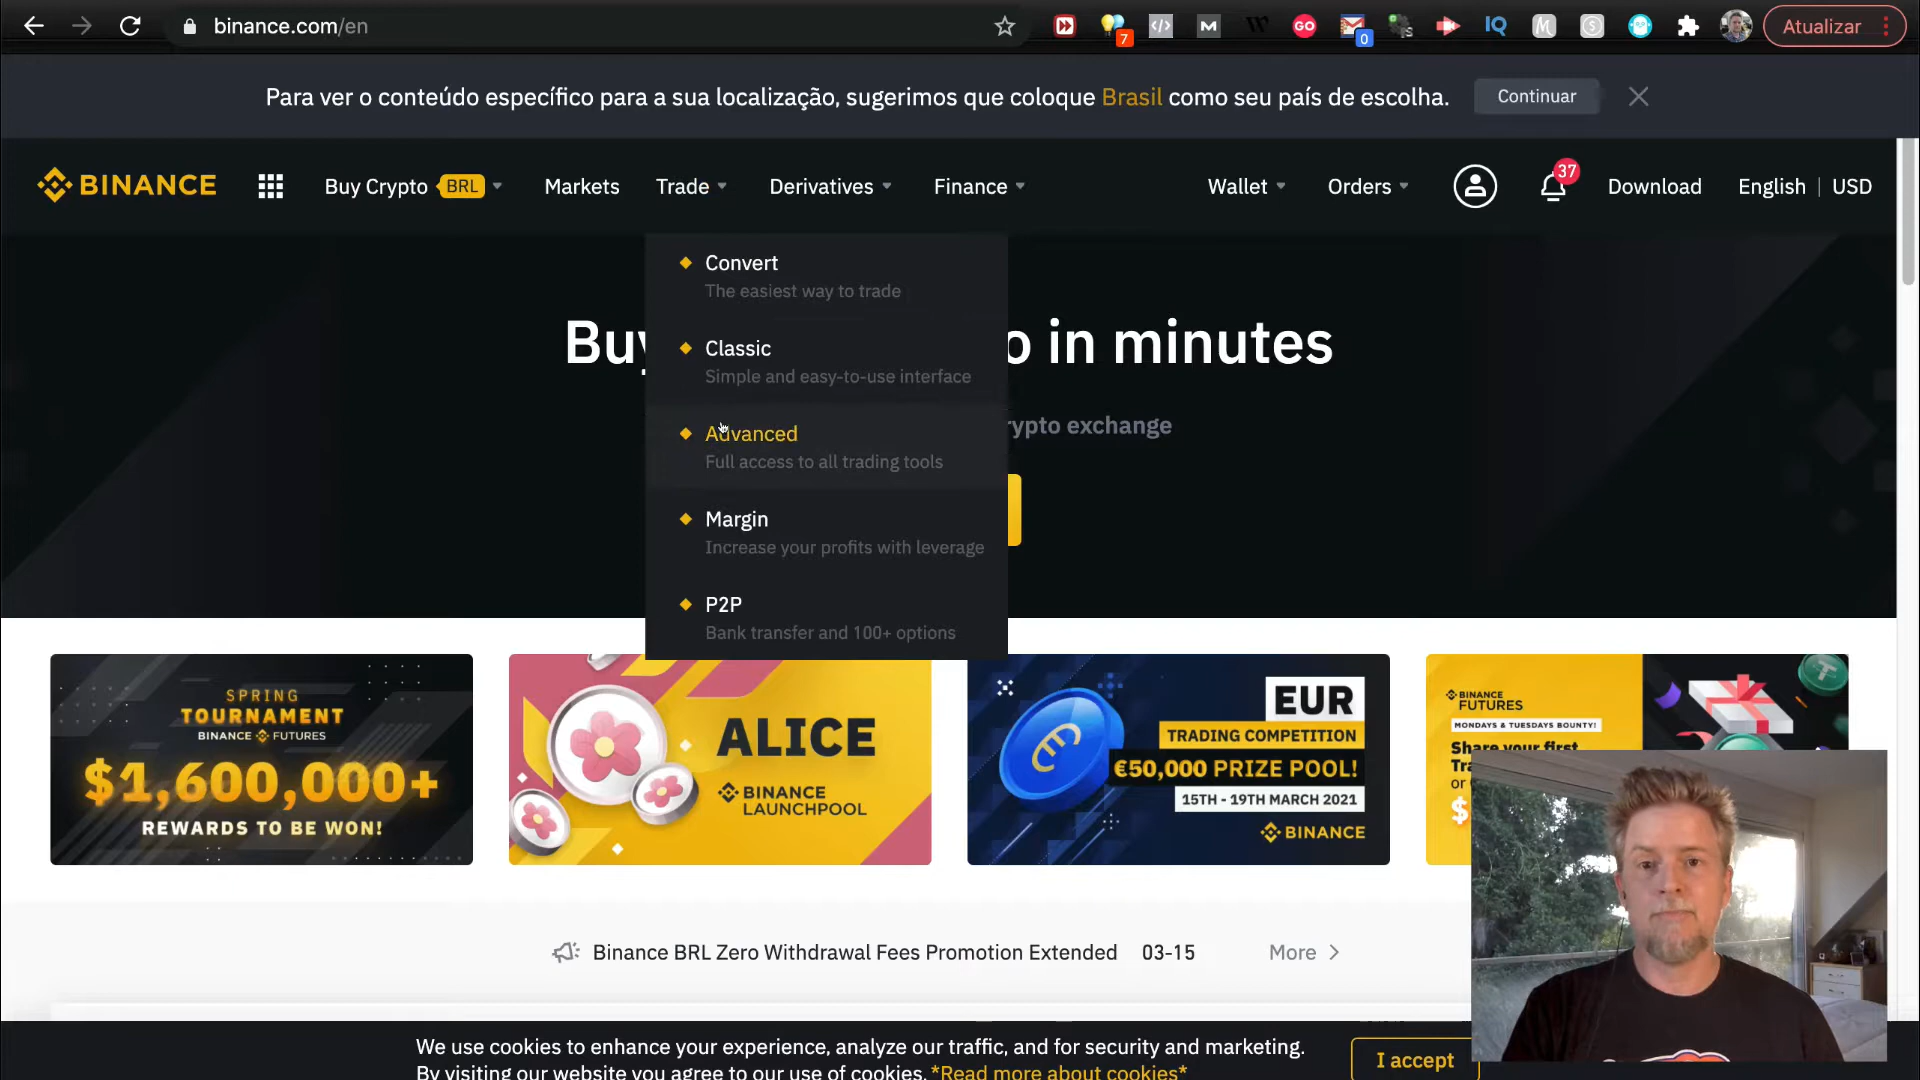 binance.com/en
7
GO
M
W
0
IQ
M
S
Atualizar
Para ver o conteúdo específico para a sua localização, sugerimos que coloque Brasil como seu país de escolha.
Continuar
BINANCE
Buy Crypto BRL
Markets
Trade
Derivatives
Finance
Wallet
Orders
37
Download
English | USD
Convert
The easiest way to trade
Classic
Simple and easy-to-use interface
Advanced
Full access to all trading tools
Margin
Increase your profits with leverage
P2P
Bank transfer and 100+ options
in minutes
exchange
SPRING
TOURNAMENT
BINANCE FUTURES
$1,600,000+
REWARDS TO BE WON!
ALICE
BINANCE
LAUNCHPOOL
EUR
TRADING COMPETITION
€50,000 PRIZE POOL!
15TH - 19TH MARCH 2021
BINANCE
BINANCE
FUTURES
MONDAYS & TUESDAYS BOUNTY!
Share your first
Binance BRL Zero Withdrawal Fees Promotion Extended 03-15
More
We use cookies to enhance your experience, analyze our traffic, and for security and marketing.
By visiting our website you agree to our use of cookies. *Read more about cookies*
I accept